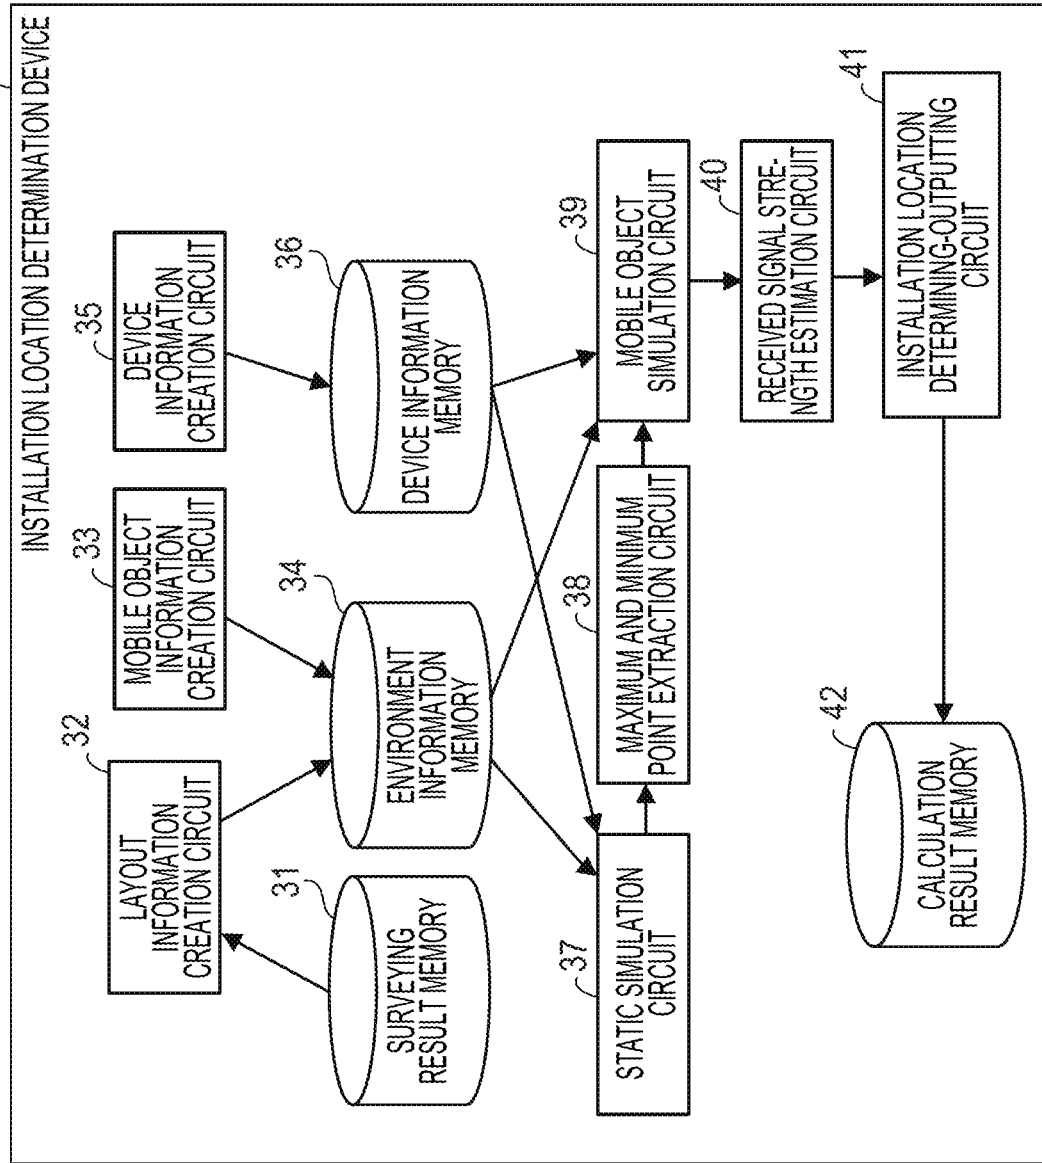 INSTALLATION LOCATION DETERMINATION DEVICE
32
LAYOUT
INFORMATION
CREATION CIRCUIT
33
MOBILE OBJECT
INFORMATION
CREATION CIRCUIT
35
DEVICE
INFORMATION
CREATION CIRCUIT
31
SURVEYING
RESULT MEMORY
34
ENVIRONMENT
INFORMATION
MEMORY
36
DEVICE INFORMATION
MEMORY
37
STATIC SIMULATION
CIRCUIT
38
MAXIMUM AND MINIMUM
POINT EXTRACTION CIRCUIT
39
MOBILE OBJECT
SIMULATION CIRCUIT
40
RECEIVED SIGNAL STRE-
NGTH ESTIMATION CIRCUIT
42
CALCULATION
RESULT MEMORY
41
INSTALLATION LOCATION
DETERMINING-OUTPUTTING
CIRCUIT